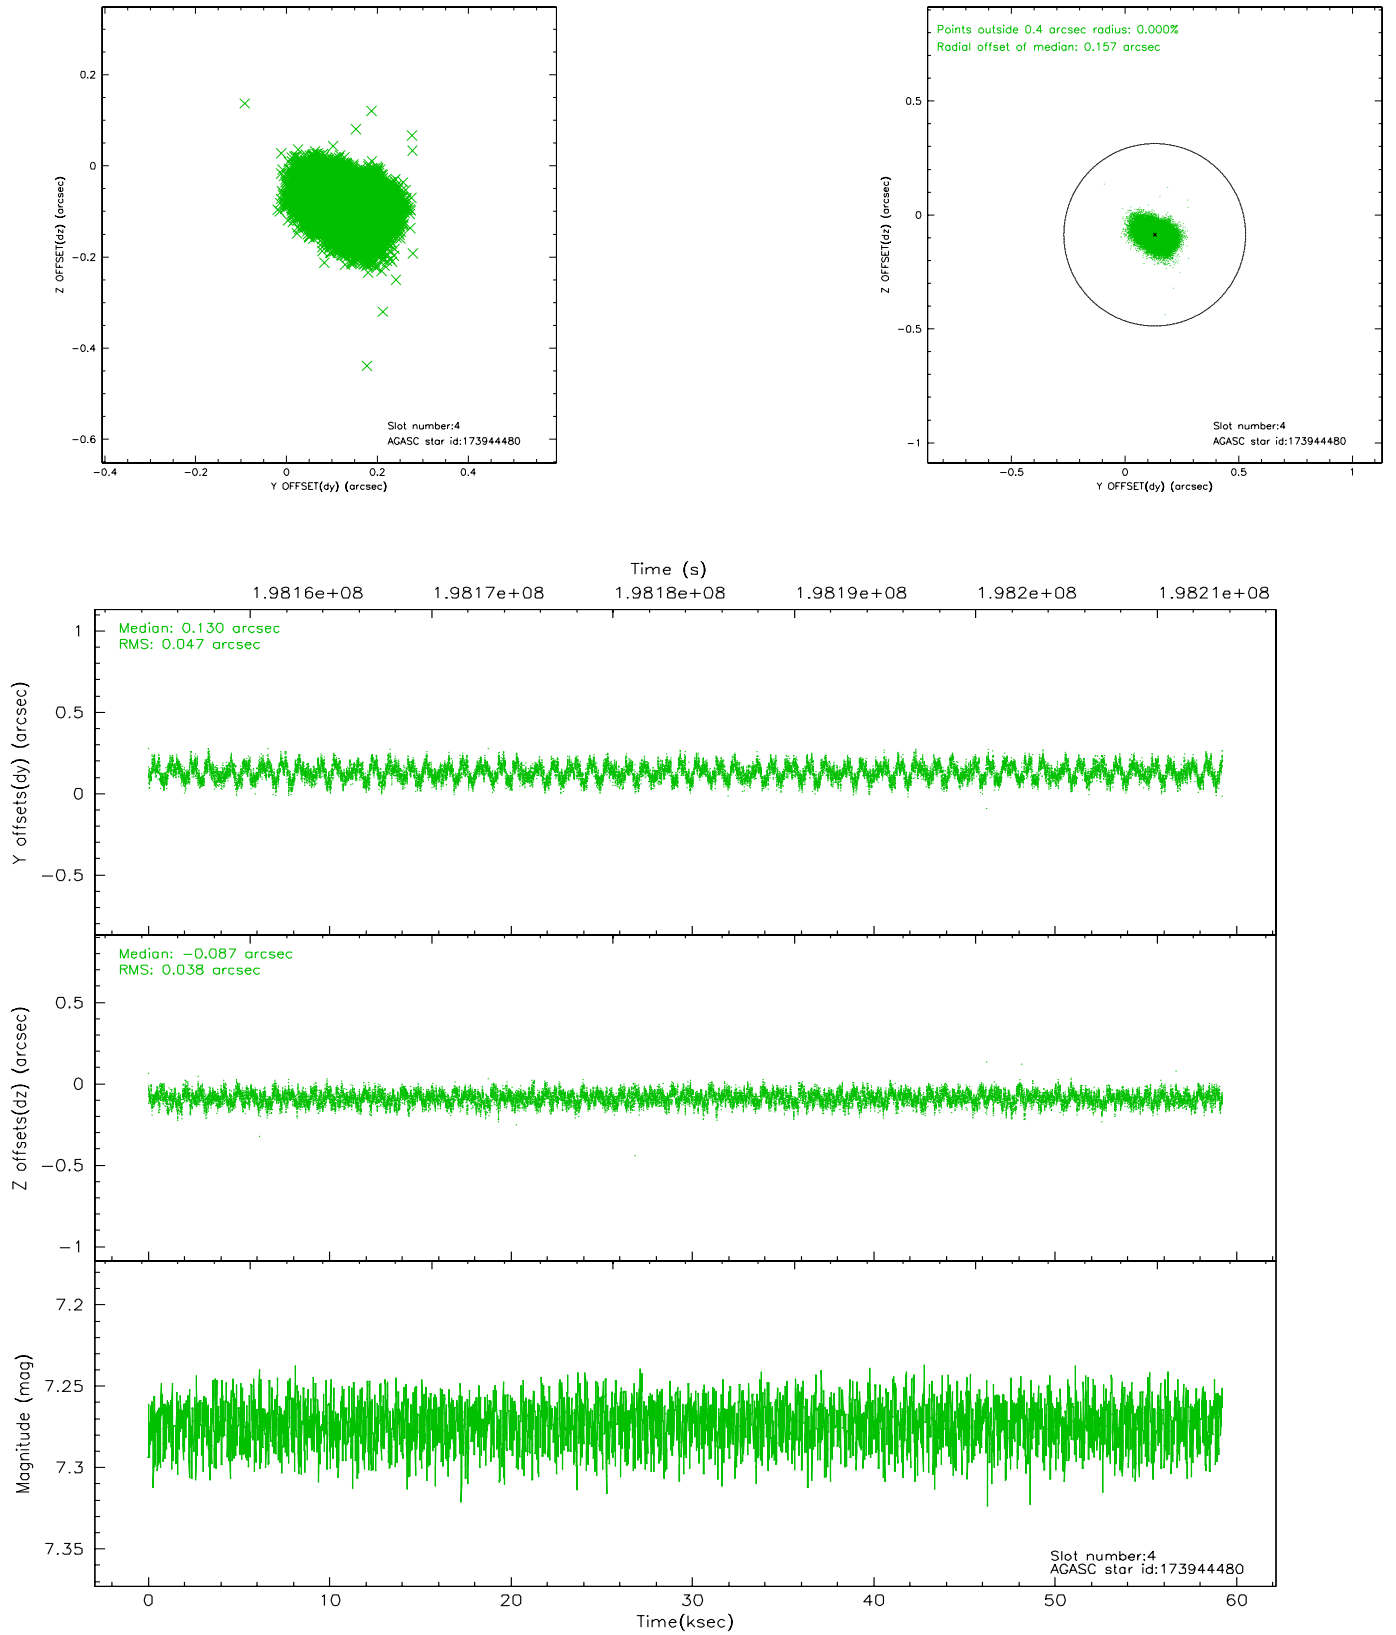 0.2
0
−0.2
−0.4
−0.6
Z OFFSET(dz) (arcsec)
Slot number:4
AGASC star id:173944480
−0.4 −0.2 0 0.2 0.4
Y OFFSET(dy) (arcsec)
Points outside 0.4 arcsec radius: 0.000%
Radial offset of median: 0.157 arcsec
0.5
0
−0.5
−1
Z OFFSET(dz) (arcsec)
Slot number:4
AGASC star id:173944480
−0.5 0 0.5 1
Y OFFSET(dy) (arcsec)
Time (s)
1.9816e+08 1.9817e+08 1.9818e+08 1.9819e+08 1.982e+08 1.9821e+08
Median: 0.130 arcsec
RMS: 0.047 arcsec
1
0.5
0
−0.5
Y offsets(dy) (arcsec)
Median: −0.087 arcsec
RMS: 0.038 arcsec
0.5
0
−0.5
−1
Z offsets(dz) (arcsec)
7.2
7.25
7.3
7.35
Magnitude (mag)
Slot number:4
AGASC star id:173944480
0 10 20 30 40 50 60
Time(ksec)